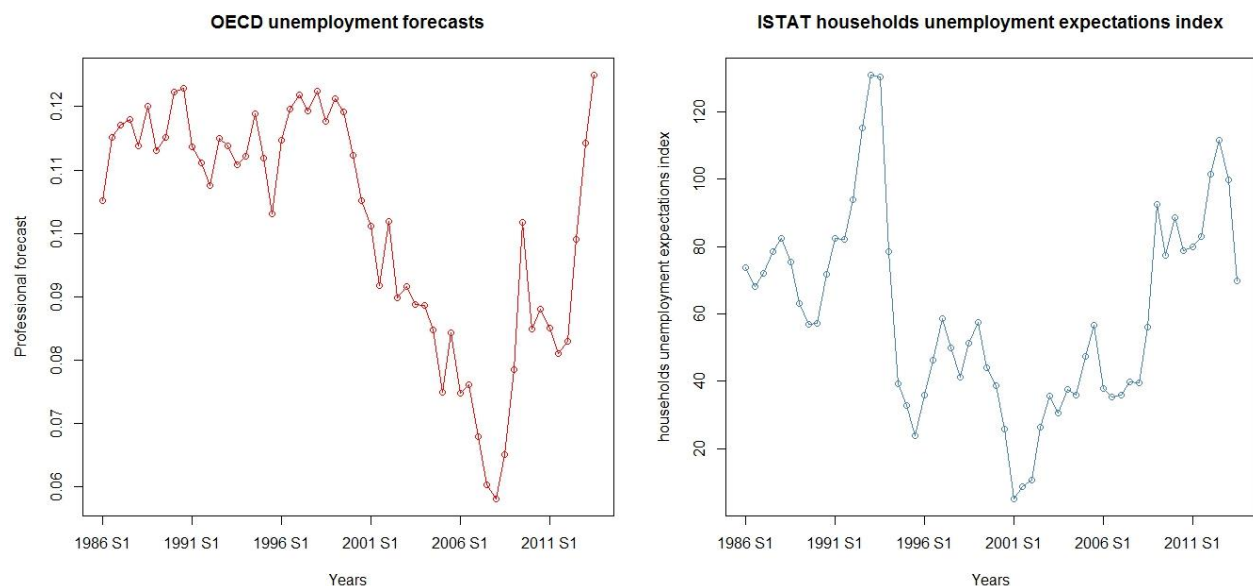 OECD unemployment forecasts
Professional forecast
0.12
0.11
0.10
0.09
0.08
0.07
0.06
1986 S1 1991 S1 1996 S1 2001 S1 2006 S1 2011 S1
Years
ISTAT households unemployment expectations index
households unemployment expectations index
120
100
80
60
40
20
1986 S1 1991 S1 1996 S1 2001 S1 2006 S1 2011 S1
Years